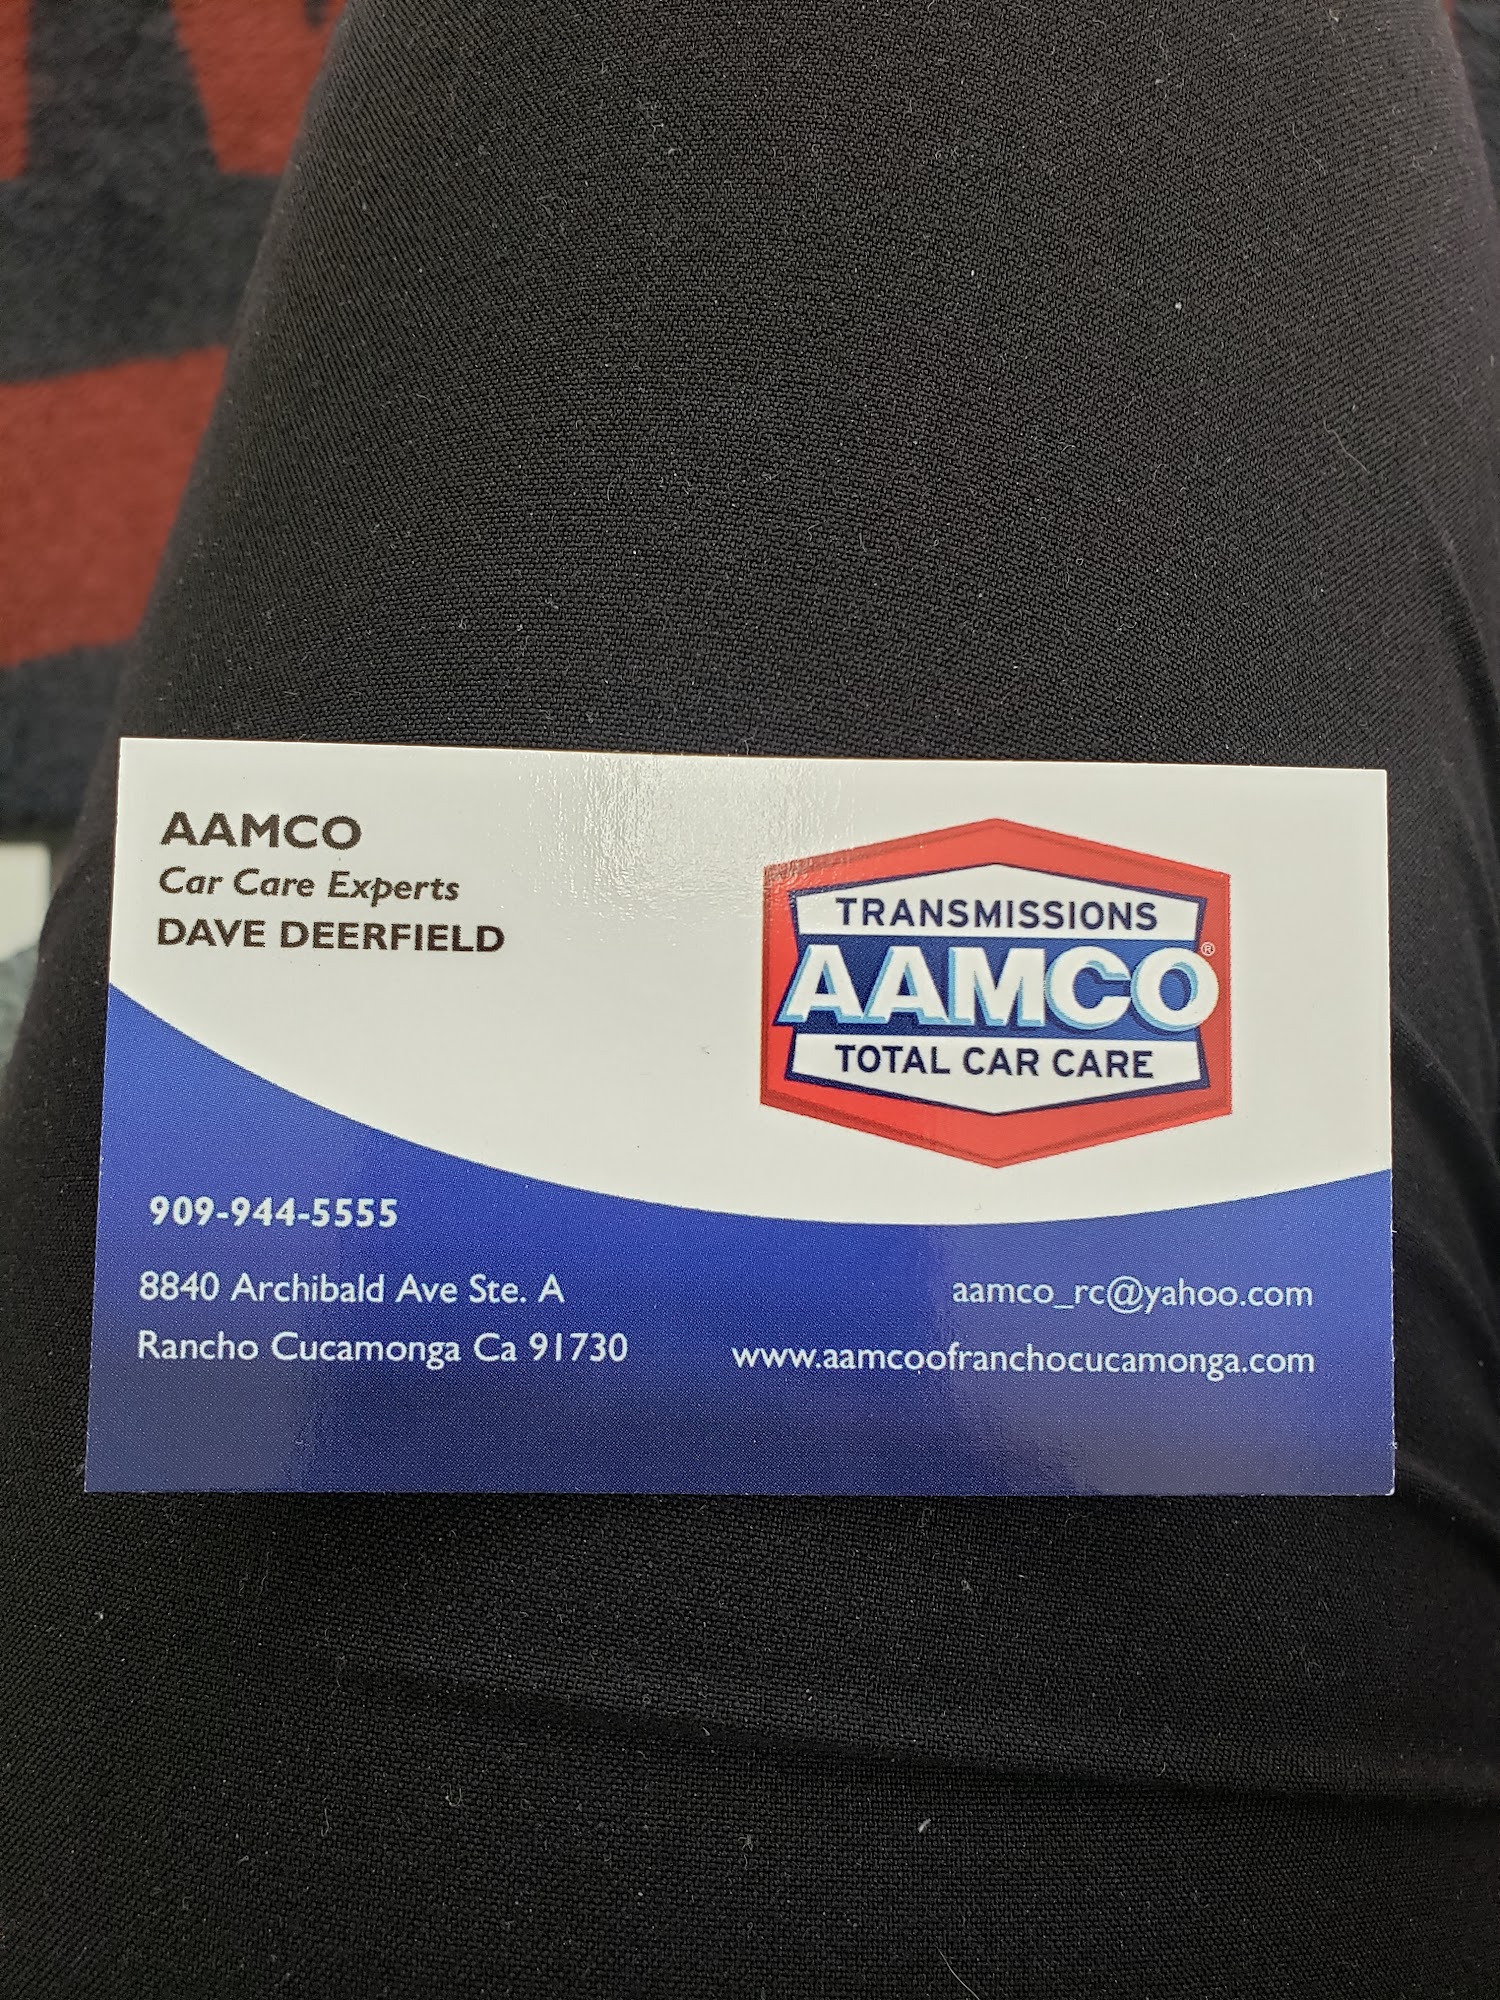 AAMCO
Car Care Experts
DAVE DEERFIELD
TRANSMISSIONS
AAMCO®
TOTAL CAR CARE
909-944-5555
8840 Archibald Ave Ste. A
Rancho Cucamonga Ca 91730
aamco_rc@yahoo.com
www.aamcoofranchocucamonga.com